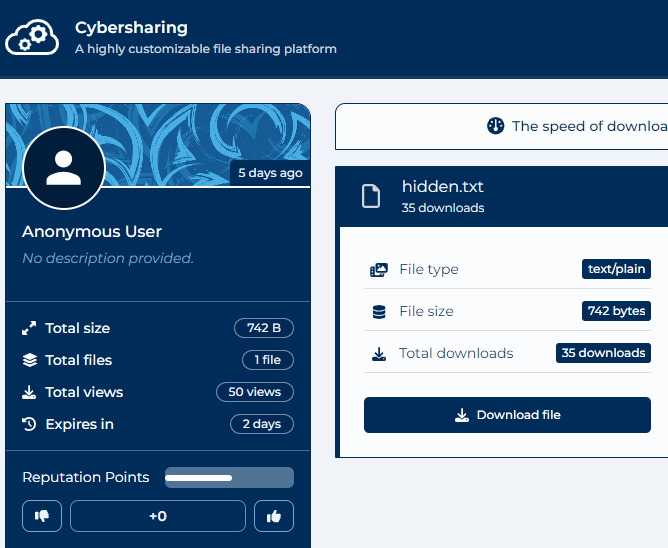 Cybersharing
A highly customizable file sharing platform
5 days ago
Anonymous User
No description provided.
Total size
742 B
Total files
1 file
Total views
50 views
Expires in
2 days
Reputation Points
+0
The speed of downloa
hidden.txt
35 downloads
File type
text/plain
File size
742 bytes
Total downloads
35 downloads
Download file